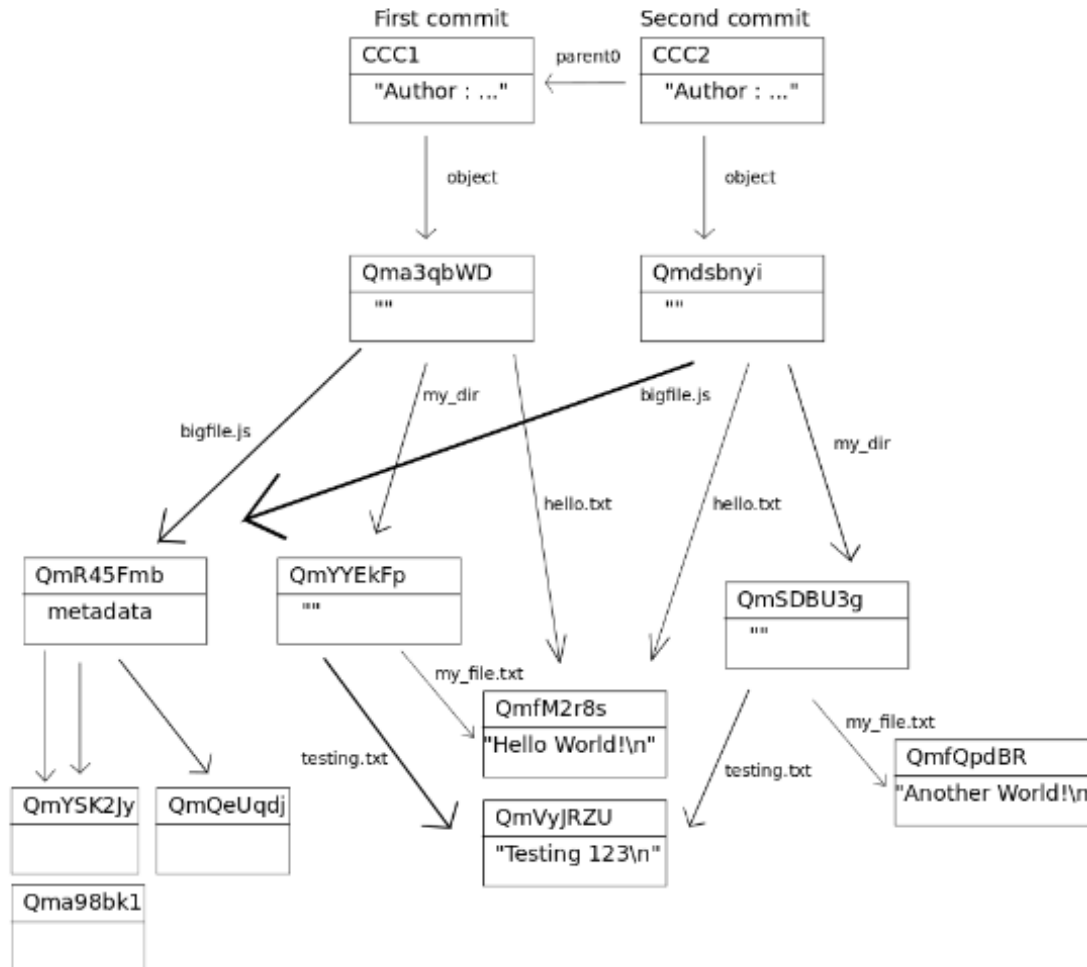 First commit
Second commit
CCC1
"Author : ..."
parent0
CCC2
"Author : ..."
object
object
Qma3qbWD
""
Qmdsbnyi
""
bigfile.js
my_dir
hello.txt
bigfile.js
hello.txt
my_dir
QmR45Fmb
metadata
QmYYEkFp
""
QmSDBU3g
""
testing.txt
my_file.txt
QmfM2r8s
"Hello World!\n"
testing.txt
my_file.txt
QmfQpdBR
"Another World!\n
QmYSK2Jy
QmQeUqdj
QmVyJRZU
"Testing 123\n"
Qma98bk1